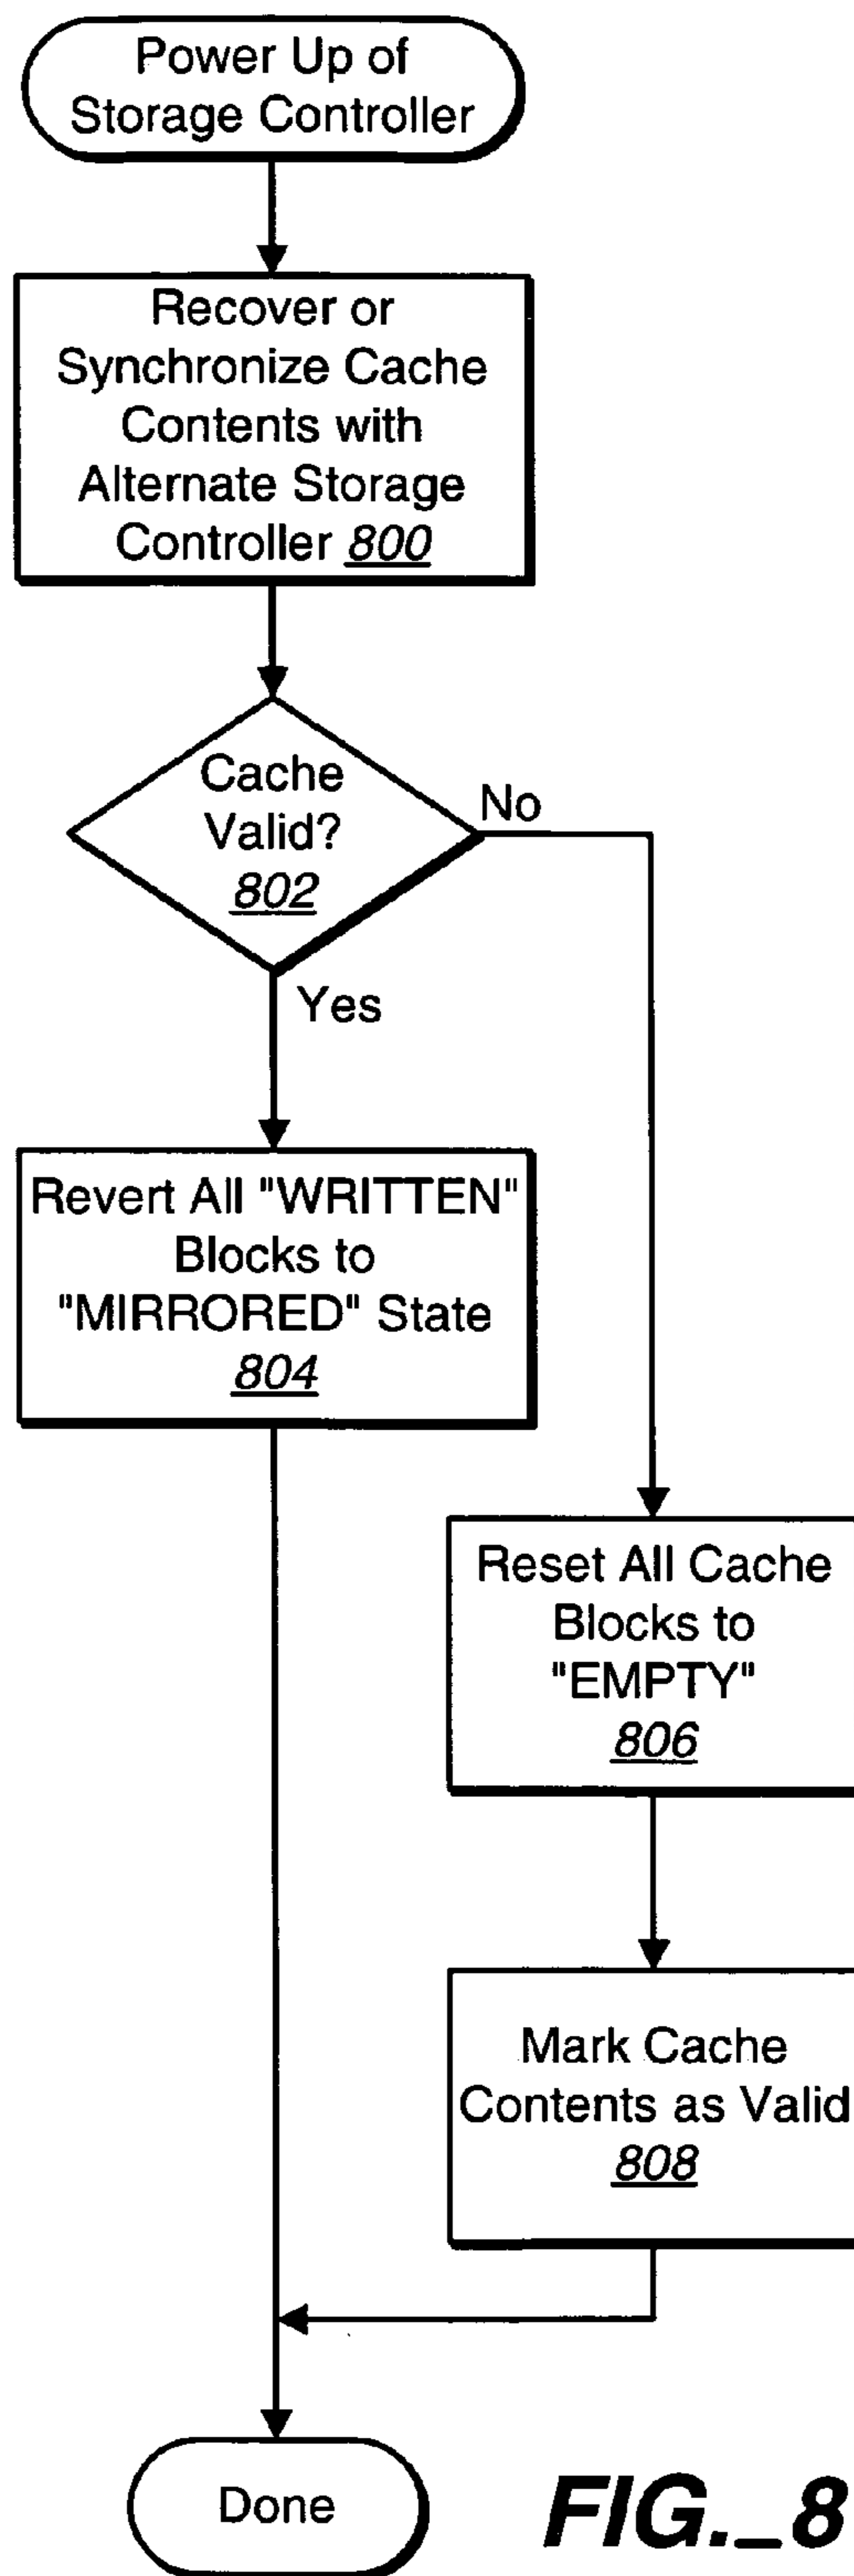 Power Up of
Storage Controller
Recover or
Synchronize Cache
Contents with
Alternate Storage
Controller 800
Cache
Valid?
802
No
Yes
Revert All "WRITTEN"
Blocks to
"MIRRORED" State
804
Reset All Cache
Blocks to
"EMPTY"
806
Mark Cache
Contents as Valid
808
Done
FIG._8